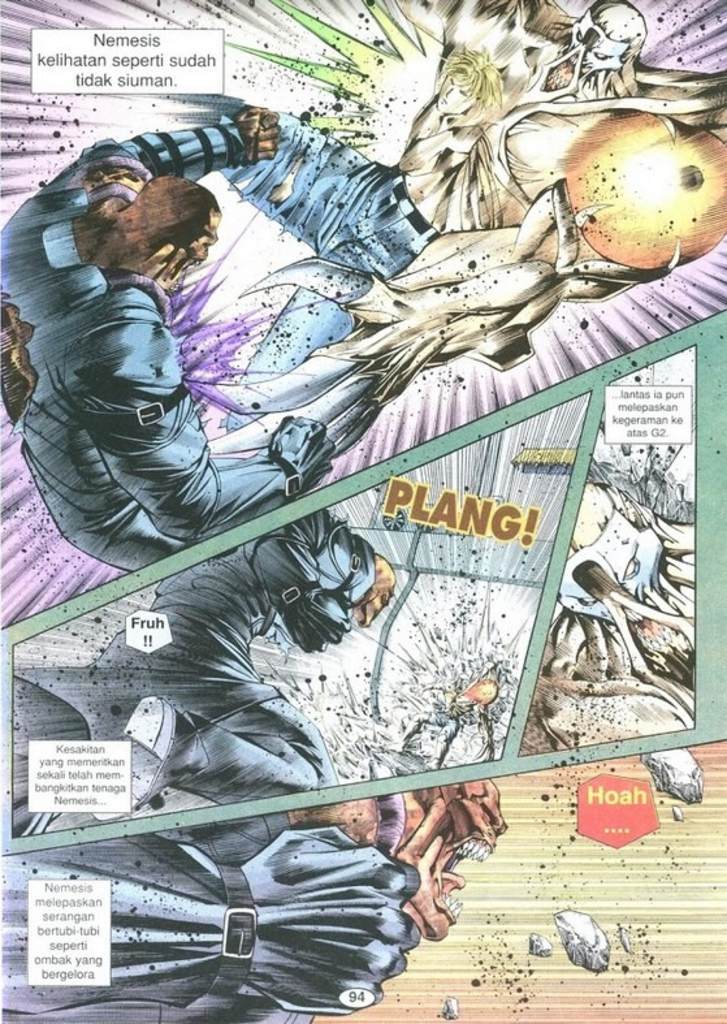 Nemesis
kelihatan seperti sudah
tidak siuman.
...lantas ia pun
melepaskan
kegeraman ke
atas G2.
PLANG!
Fruh
!!
Kesakitan
yang memeritkan
sekali telah mem-
bangkitkan tenaga
Nemesis...
Hoah
....
Nemesis
melepaskan
serangan
bertubi-tubi
seperti
ombak yang
bergelora
94